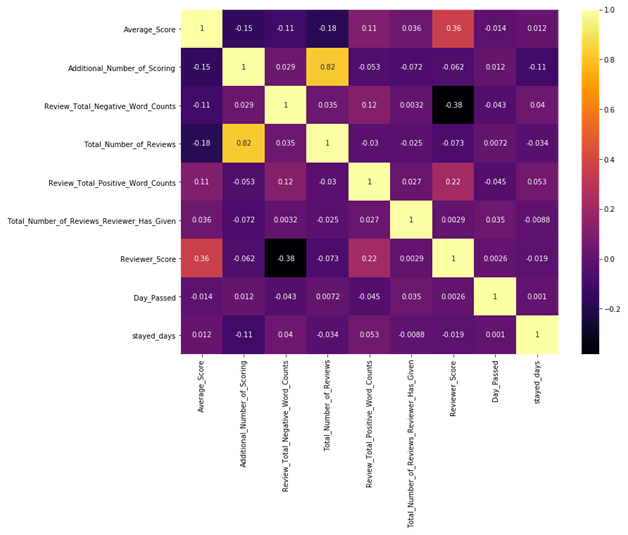 Average_Score 1 -0.15 -0.11 -0.18 0.11 0.036 0.36 -0.014 0.012
Additional_Number_of_Scoring -0.15 1 0.029 0.82 -0.053 -0.072 -0.062 0.012 -0.11
Review_Total_Negative_Word_Counts -0.11 0.029 1 0.035 0.12 0.0032 -0.38 -0.043 0.04
Total_Number_of_Reviews -0.18 0.82 0.035 1 -0.03 -0.025 -0.073 0.0072 -0.034
Review_Total_Positive_Word_Counts 0.11 -0.053 0.12 -0.03 1 0.027 0.22 -0.045 0.053
Total_Number_of_Reviews_Reviewer_Has_Given 0.036 -0.072 0.0032 -0.025 0.027 1 0.0029 0.035 -0.0088
Reviewer_Score 0.36 -0.062 -0.38 -0.073 0.22 0.0029 1 0.0026 -0.019
Day_Passed -0.014 0.012 -0.043 0.0072 -0.045 0.035 0.0026 1 0.001
stayed_days 0.012 -0.11 0.04 -0.034 0.053 -0.0088 -0.019 0.001 1
Average_Score
Additional_Number_of_Scoring
Review_Total_Negative_Word_Counts
Total_Number_of_Reviews
Review_Total_Positive_Word_Counts
Total_Number_of_Reviews_Reviewer_Has_Given
Reviewer_Score
Day_Passed
stayed_days
1.0
0.8
0.6
0.4
0.2
0.0
−0.2